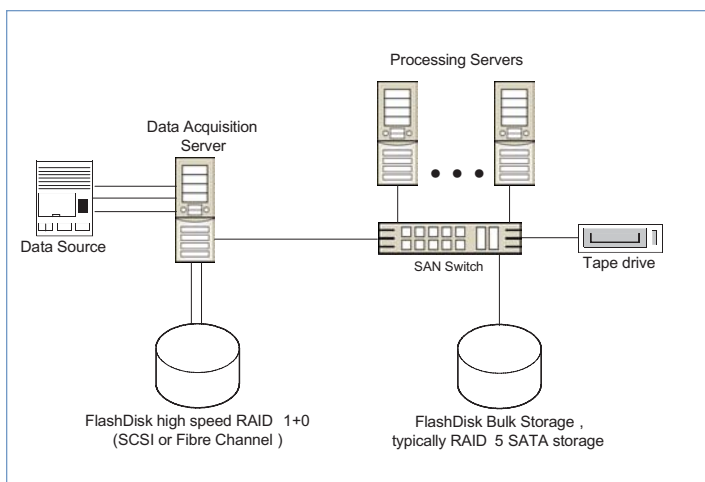 Processing Servers
Data Acquisition
Server
Data Source
SAN Switch
Tape drive
FlashDisk high speed RAID 1+0
(SCSI or Fibre Channel )
FlashDisk Bulk Storage ,
typically RAID 5 SATA storage